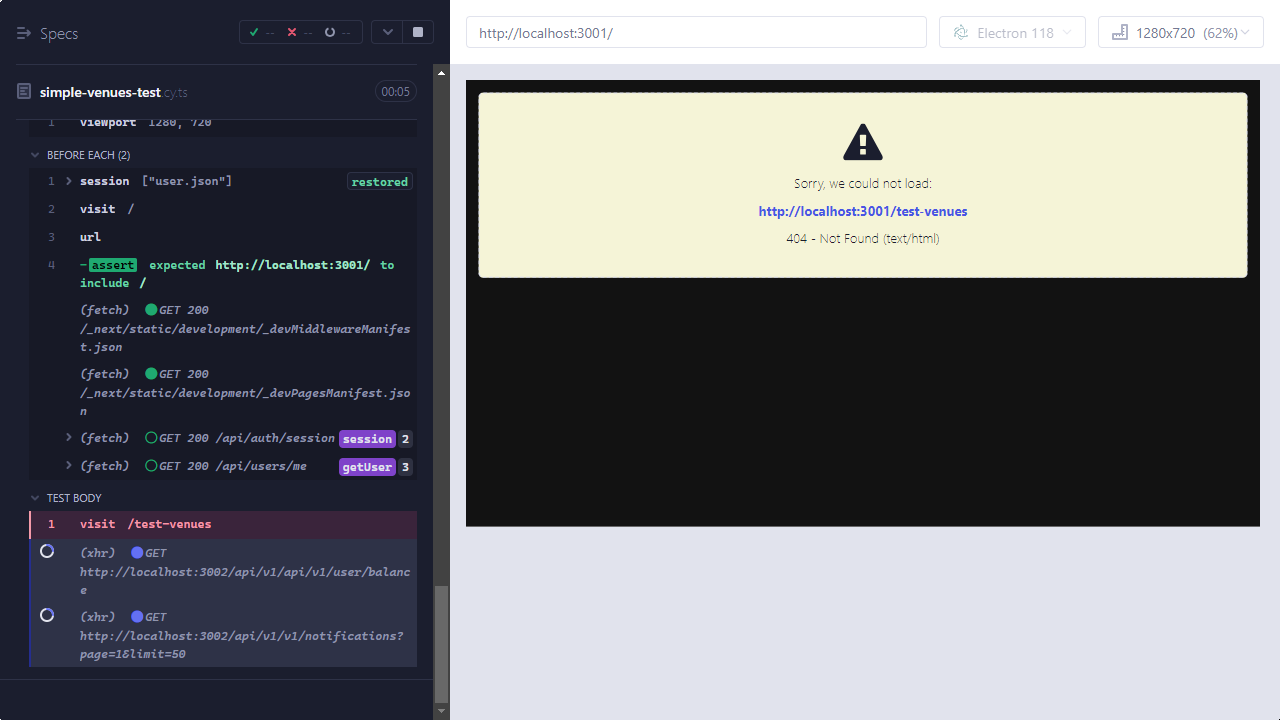 Specs
--
--
--
http://localhost:3001/
Electron 118
1280x720 (62%)
simple-venues-test.cy.ts
00:05
1 viewport 1280, 720
BEFORE EACH (2)
1 session ["user.json"] restored
2 visit /
3 url
4 -assert expected http://localhost:3001/ to
include /
(fetch) GET 200
/_next/static/development/_devMiddlewareManifes
t.json
(fetch) GET 200
/_next/static/development/_devPagesManifest.jso
n
(fetch) GET 200 /api/auth/session session 2
(fetch) GET 200 /api/users/me getUser 3
TEST BODY
1 visit /test-venues
(xhr) GET
http://localhost:3002/api/v1/api/v1/user/balanc
e
(xhr) GET
http://localhost:3002/api/v1/v1/notifications?
page=1&limit=50
Sorry, we could not load:
http://localhost:3001/test-venues
404 - Not Found (text/html)